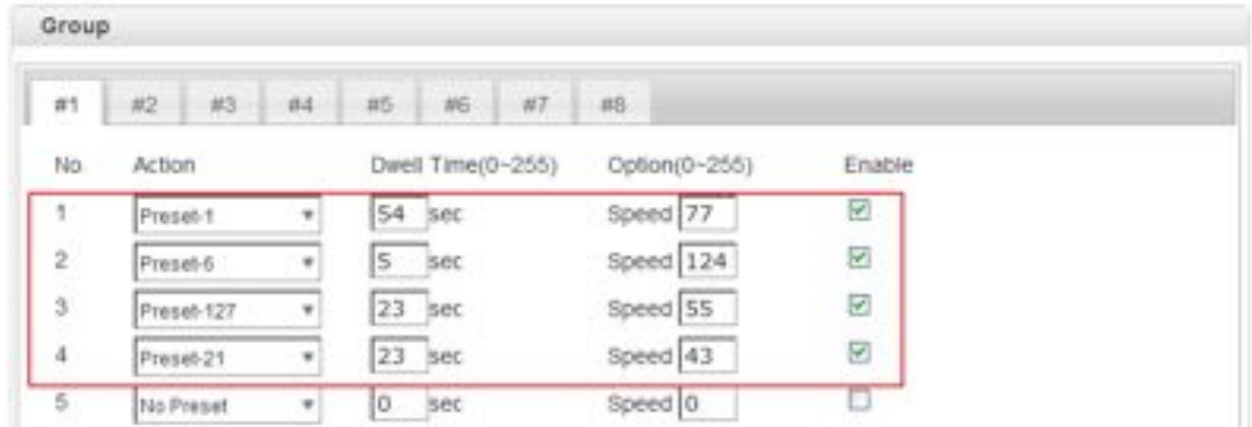 Group
#1 #2 #3 #4 #5 #6 #7 #8
No. Action Dwell Time(0~255) Option(0~255) Enable
1 Preset-1 54 sec Speed 77
2 Preset-6 5 sec Speed 124
3 Preset-127 23 sec Speed 55
4 Preset-21 23 sec Speed 43
5 No Preset 0 sec Speed 0